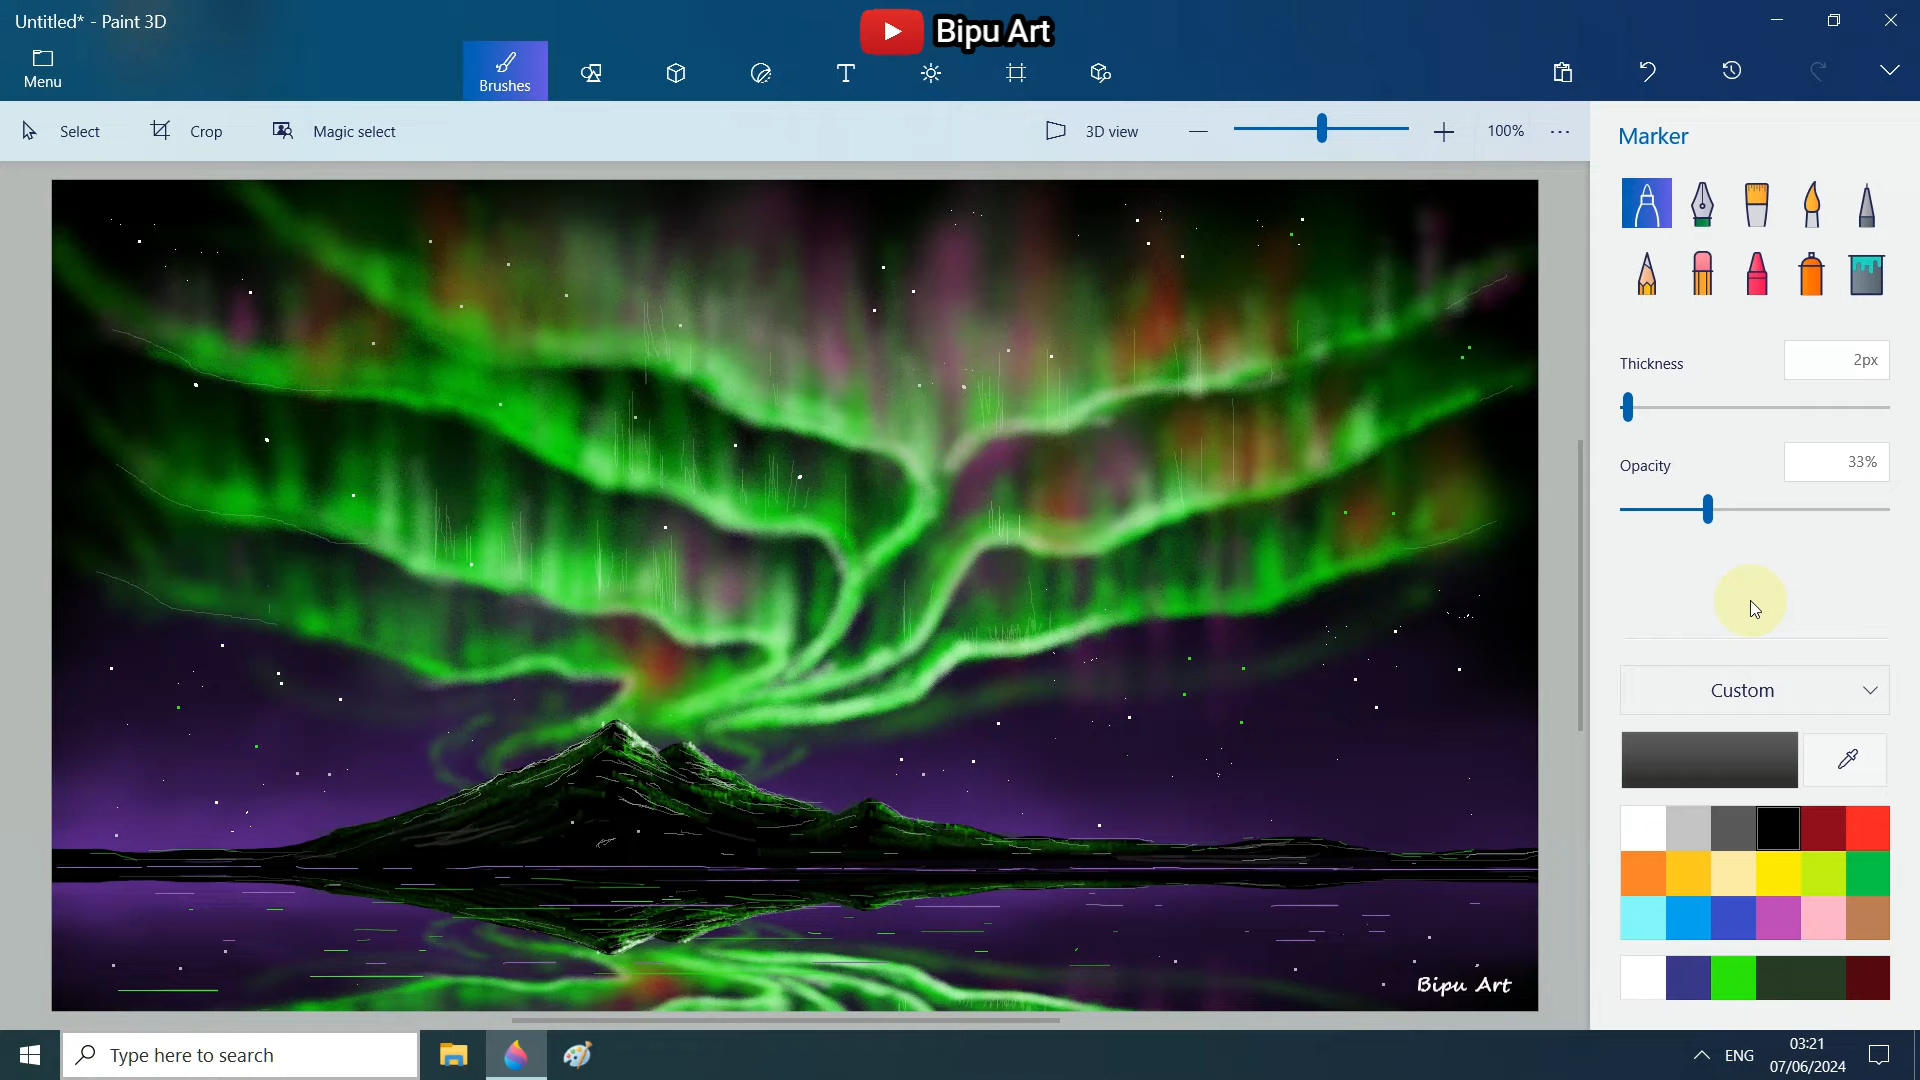 Untitled* - Paint 3D
Bipu Art
Menu
Brushes
Select
Crop
Magic select
3D view
100%
Marker
Thickness
2px
Opacity
33%
Custom
Bipu Art
Type here to search
ENG
03:21
07/06/2024